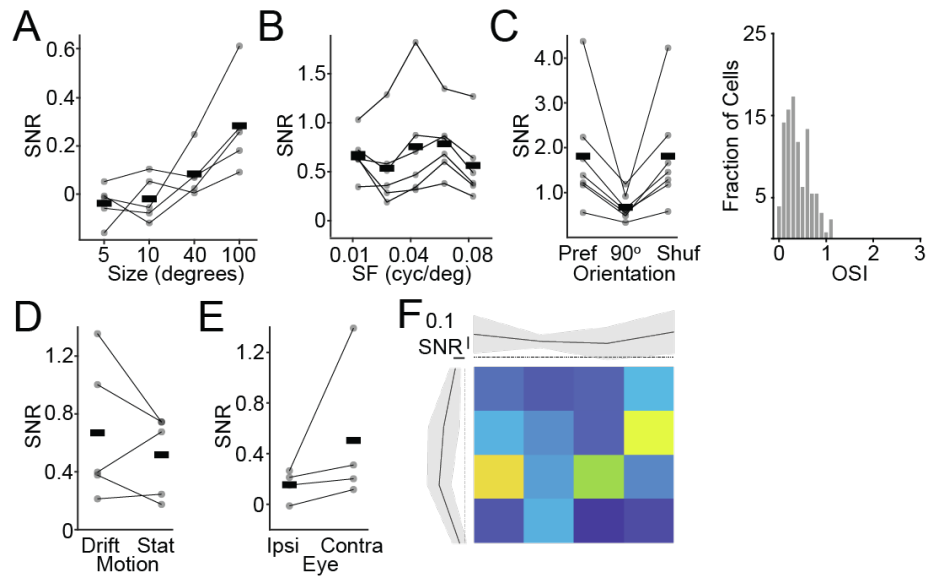 A
SNR
0.6
0.4
0.2
0
5 10 40 100
Size (degrees)
B
SNR
1.5
1.0
0.5
0
0.01 0.04 0.08
SF (cyc/deg)
C
SNR
4.0
3.0
2.0
1.0
Pref 90° Shuf
Orientation
Fraction of Cells
25
15
5
0 1 2 3
OSI
D
SNR
1.2
0.8
0.4
0
Drift Stat
Motion
E
SNR
1.2
0.8
0.4
0
Ipsi Contra
Eye
F
0.1
SNR